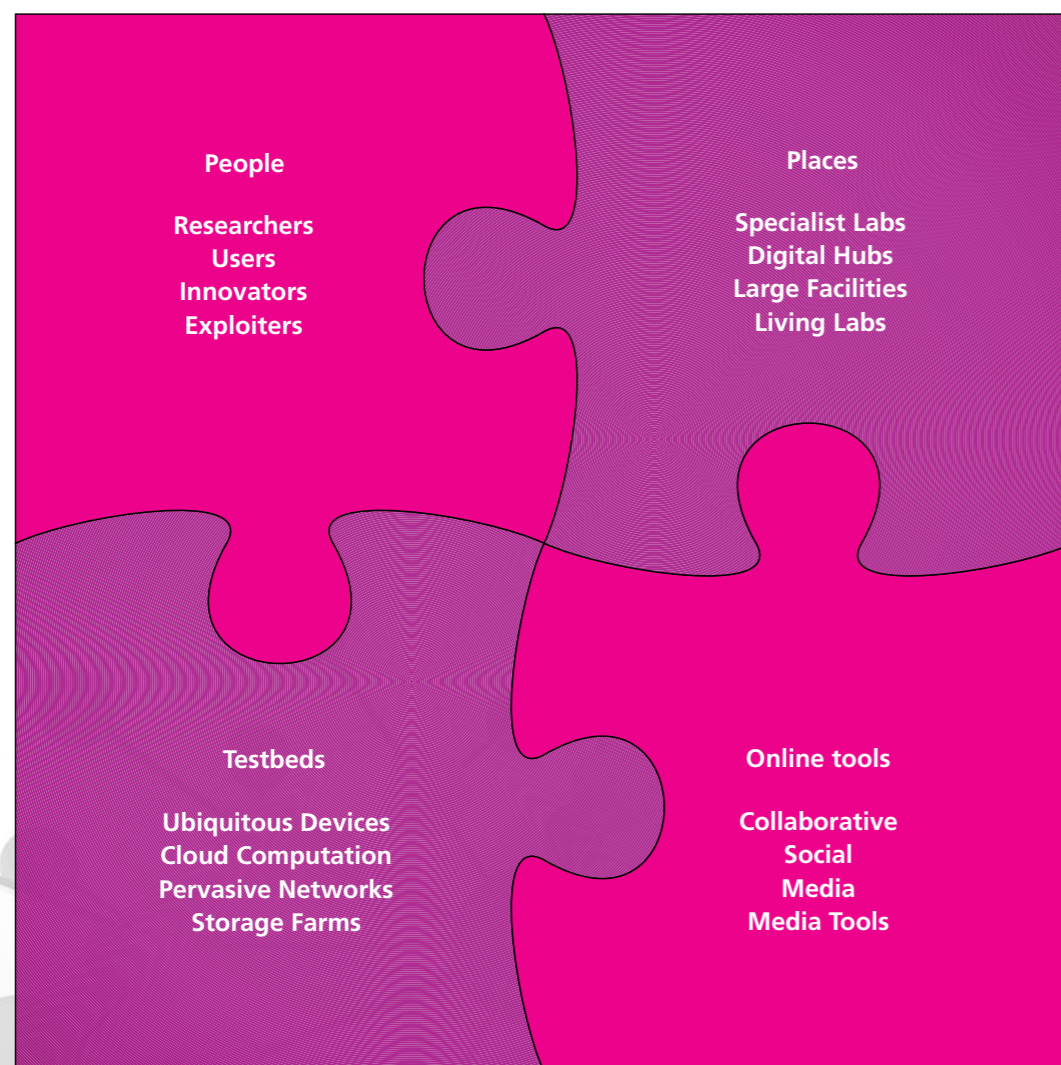 People
Researchers
Users
Innovators
Exploiters
Places
Specialist Labs
Digital Hubs
Large Facilities
Living Labs
Testbeds
Ubiquitous Devices
Cloud Computation
Pervasive Networks
Storage Farms
Online tools
Collaborative
Social
Media
Media Tools